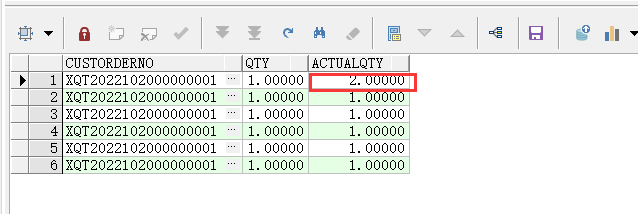 CUSTORDERNO QTY ACTUALQTY
1 XQT2022102000000001 ... 1.00000 2.00000
2 XQT2022102000000001 ... 1.00000 1.00000
3 XQT2022102000000001 ... 1.00000 1.00000
4 XQT2022102000000001 ... 1.00000 1.00000
5 XQT2022102000000001 ... 1.00000 1.00000
6 XQT2022102000000001 ... 1.00000 1.00000